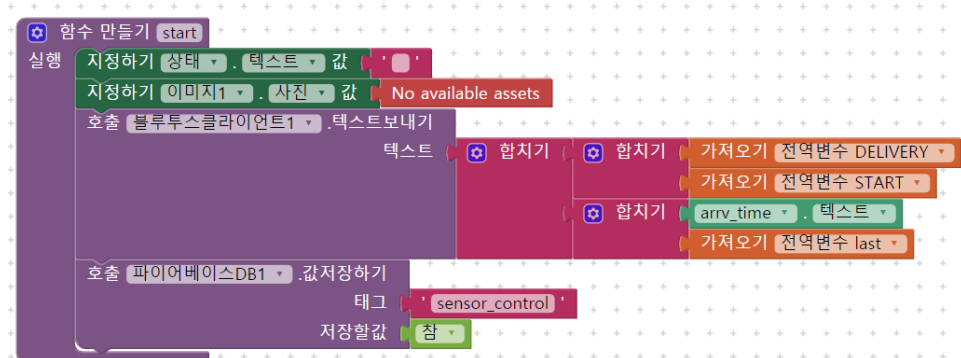 함수 만들기 start
실행 지정하기 상태 . 텍스트 값 ' '
지정하기 이미지1 . 사진 값 No available assets
호출 블루투스클라이언트1 .텍스트보내기
텍스트 합치기 합치기 가져오기 전역변수 DELIVERY
가져오기 전역변수 START
합치기 arrv_time . 텍스트
가져오기 전역변수 last
호출 파이어베이스DB1 .값저장하기
태그 ' sensor_control '
저장할값 참